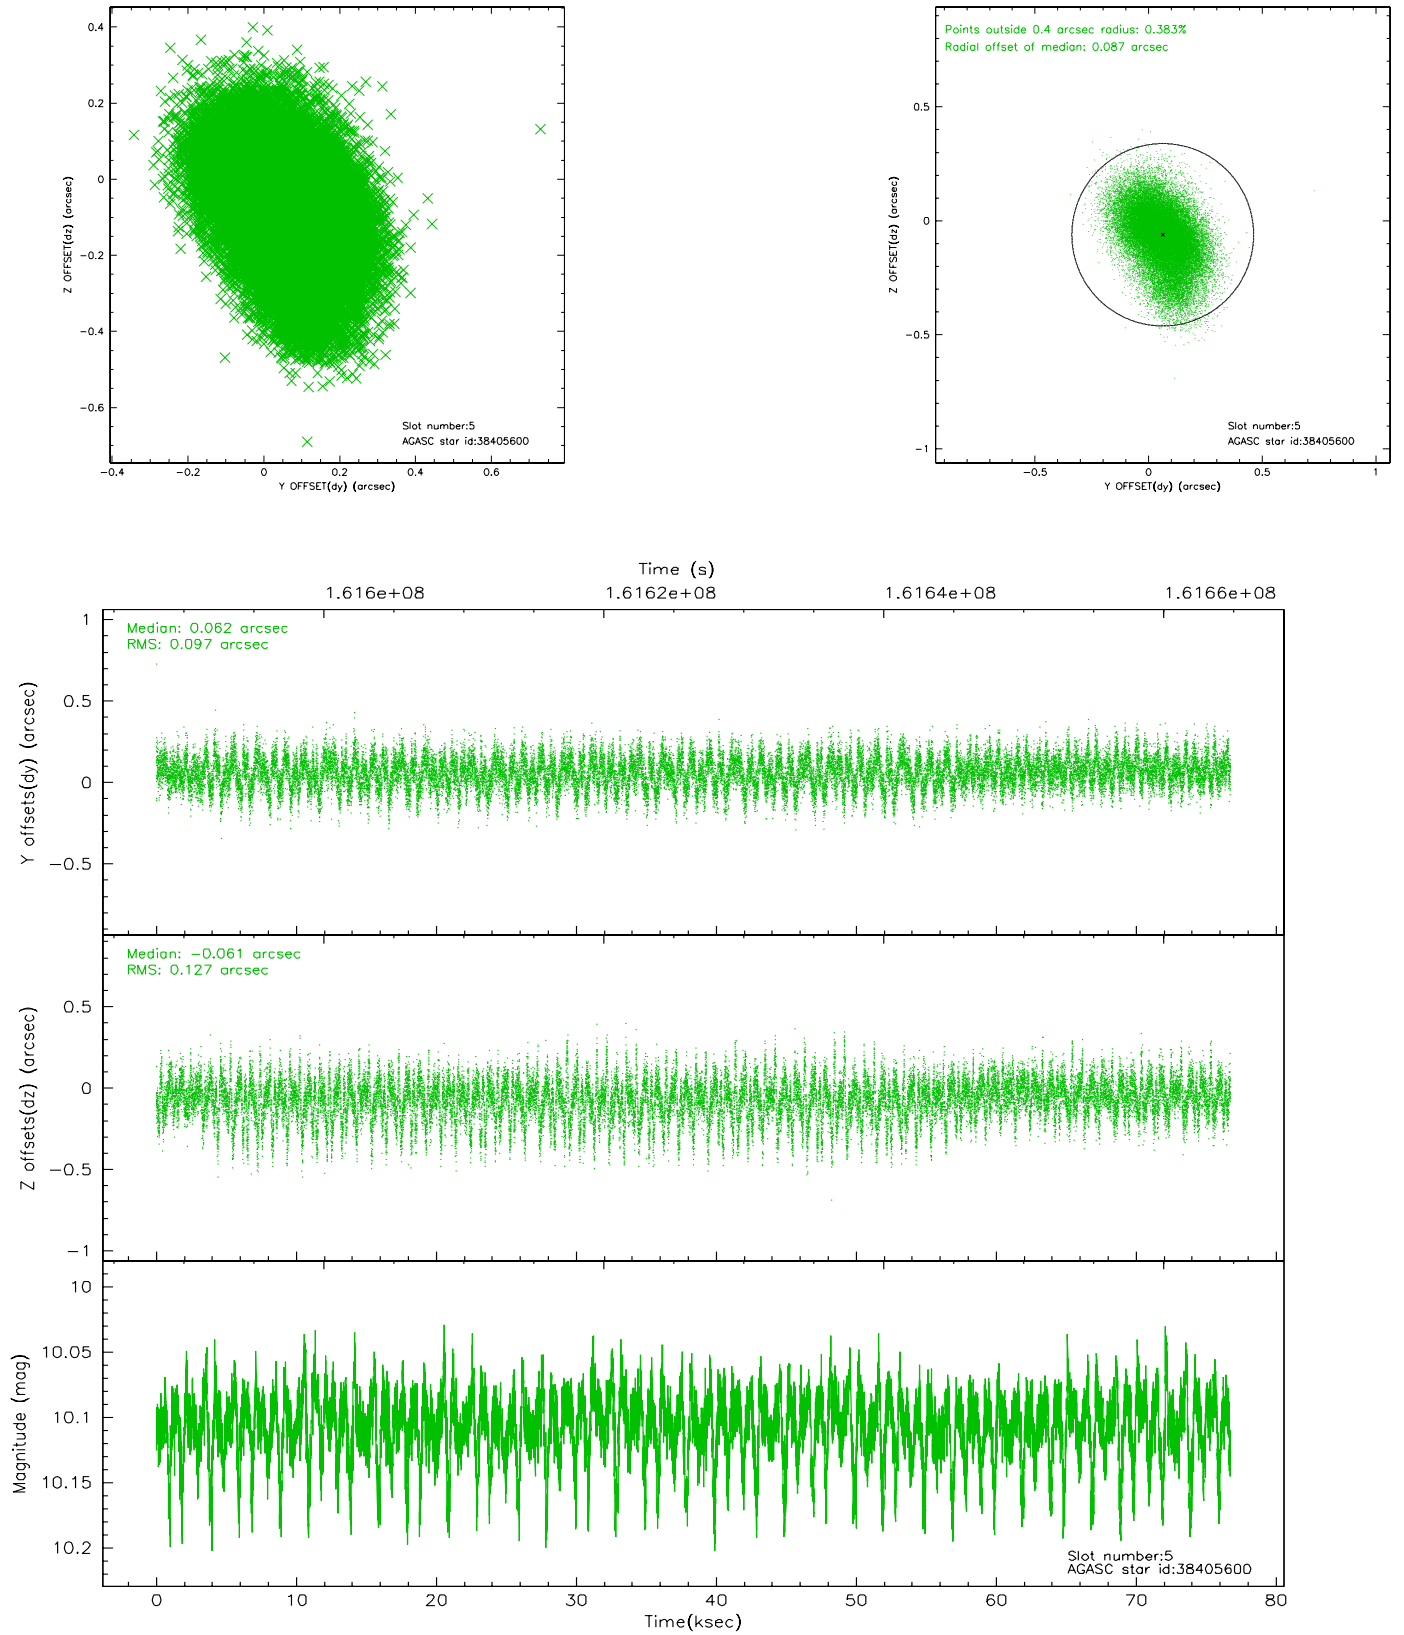 0.4
0.2
0
−0.2
−0.4
−0.6
Z OFFSET(dz) (arcsec)
Slot number:5
AGASC star id:38405600
−0.4 −0.2 0 0.2 0.4 0.6
Y OFFSET(dy) (arcsec)
Points outside 0.4 arcsec radius: 0.383%
Radial offset of median: 0.087 arcsec
0.5
0
−0.5
−1
Z OFFSET(dz) (arcsec)
Slot number:5
AGASC star id:38405600
−0.5 0 0.5 1
Y OFFSET(dy) (arcsec)
Time (s)
1.616e+08 1.6162e+08 1.6164e+08 1.6166e+08
Median: 0.062 arcsec
RMS: 0.097 arcsec
1
0.5
0
−0.5
Y offsets(dy) (arcsec)
Median: −0.061 arcsec
RMS: 0.127 arcsec
0.5
0
−0.5
−1
Z offsets(dz) (arcsec)
10
10.05
10.1
10.15
10.2
Magnitude (mag)
Slot number:5
AGASC star id:38405600
0 10 20 30 40 50 60 70 80
Time(ksec)